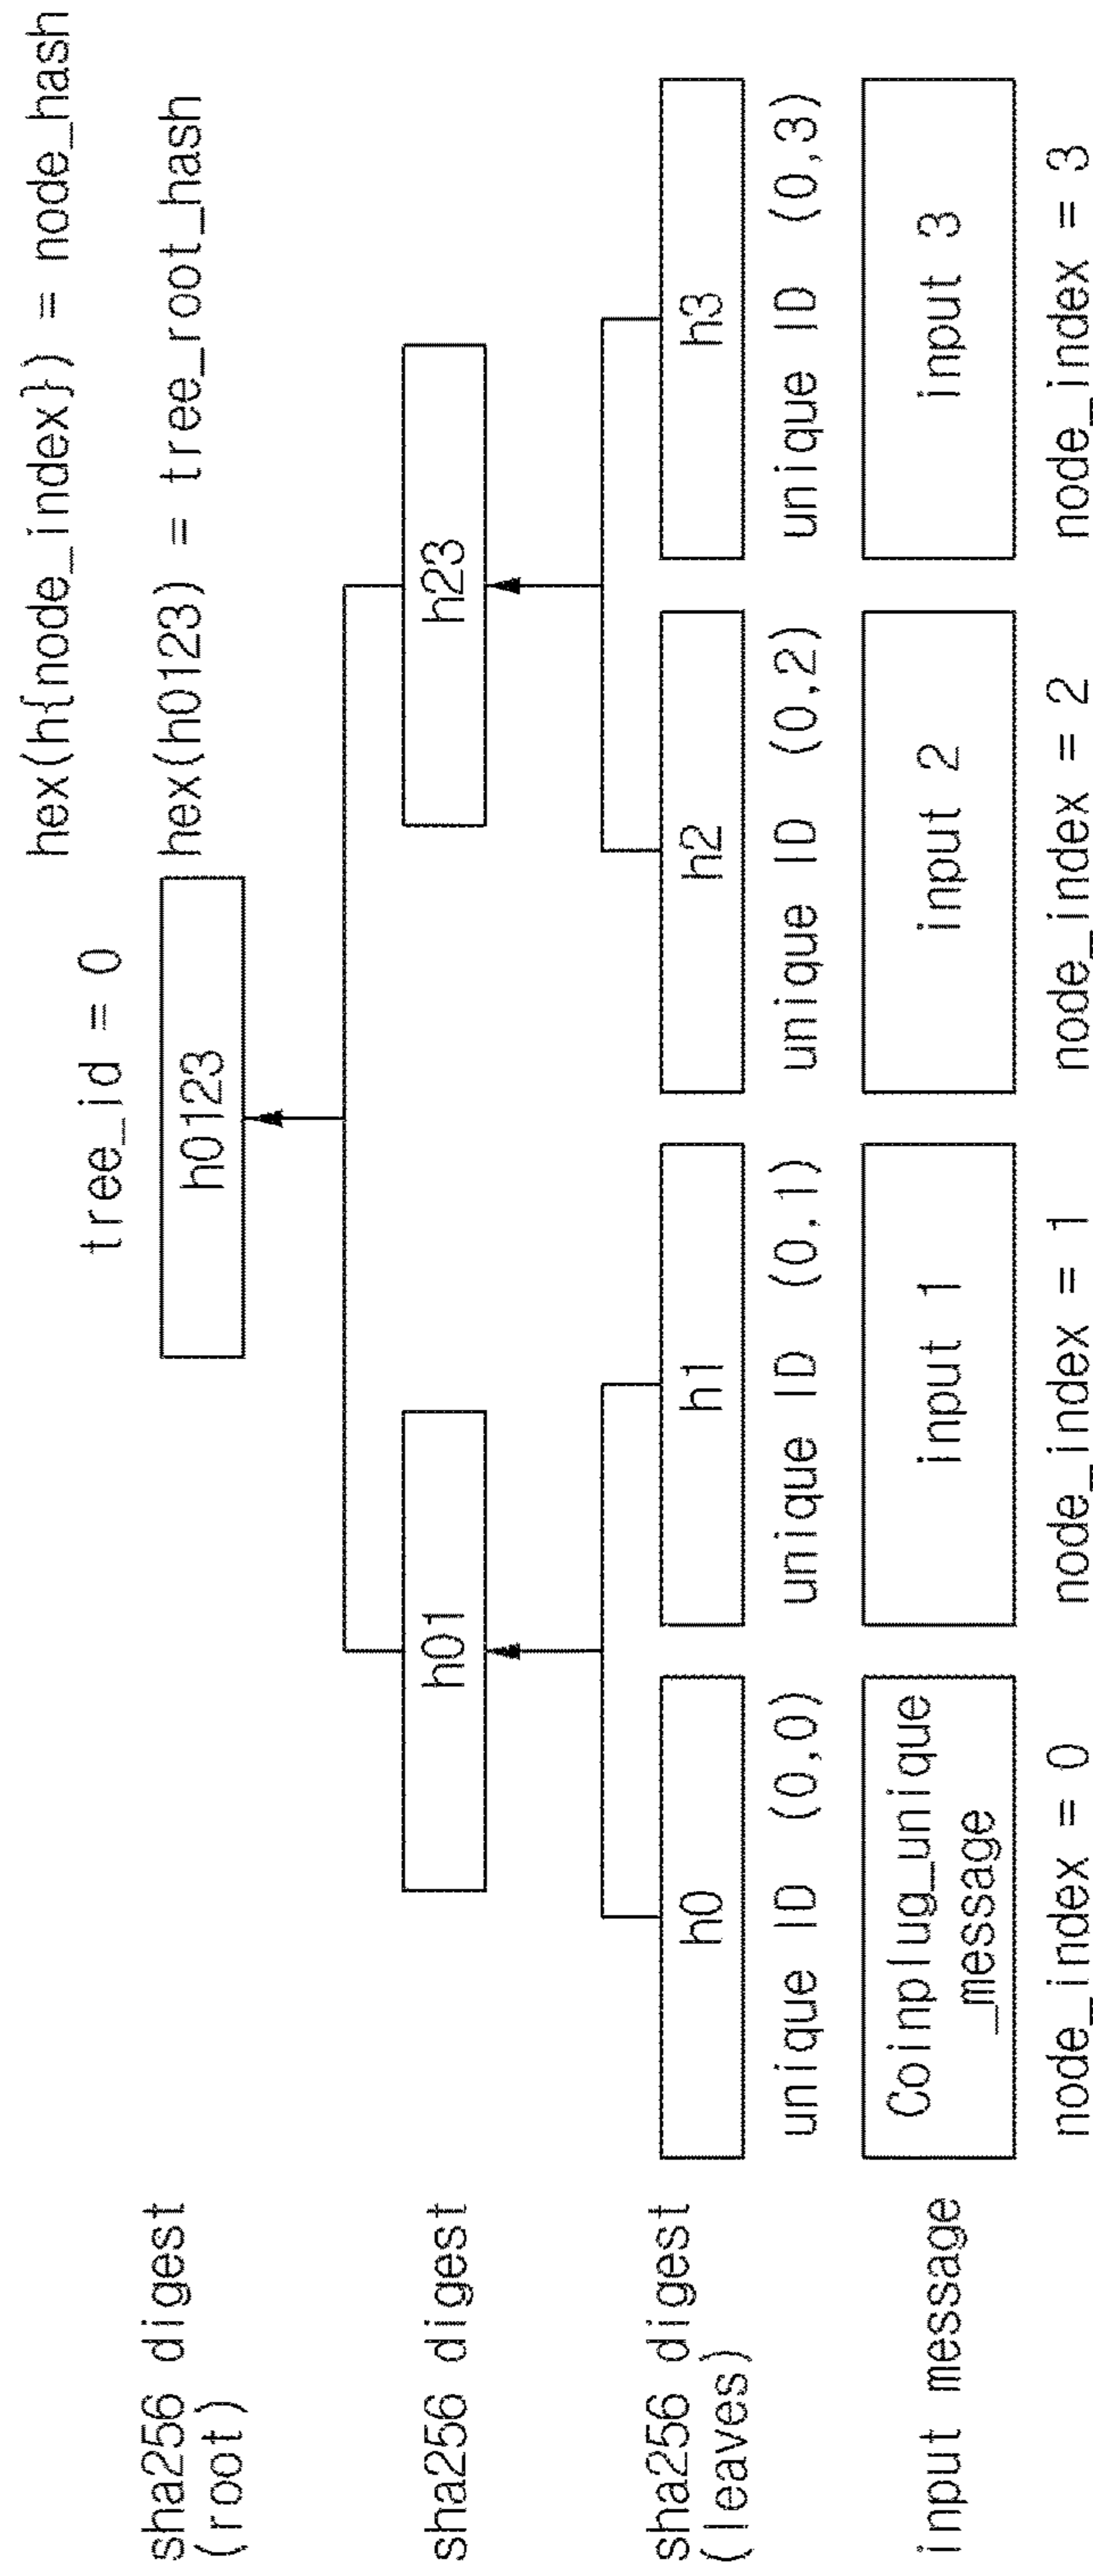 hex(h{node_index}) = node_hash
tree_id = 0
sha256 digest
(root)
h0123
hex(h0123) = tree_root_hash
sha256 digest
h01
h23
sha256 digest
(leaves)
h0
h1
h2
h3
unique ID (0,0)
unique ID (0,1)
unique ID (0,2)
unique ID (0,3)
input message
Coinplug_unique
_message
input 1
input 2
input 3
node_index = 0
node_index = 1
node_index = 2
node_index = 3